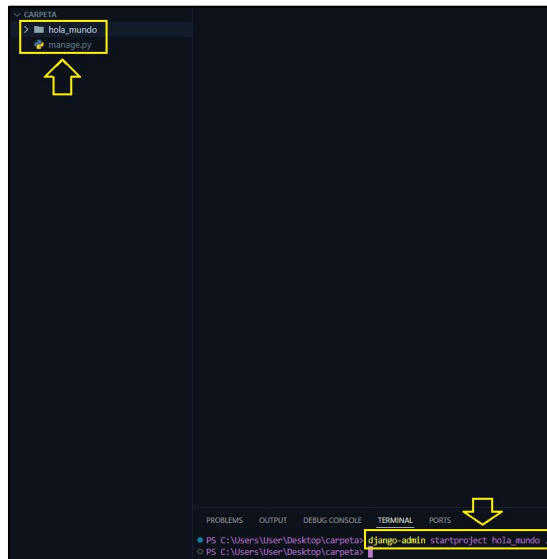 CARPETA
hola_mundo
manage.py
PROBLEMS OUTPUT DEBUG CONSOLE TERMINAL PORTS
PS C:\Users\User\Desktop\carpeta> django-admin startproject hola_mundo .
PS C:\Users\User\Desktop\carpeta>